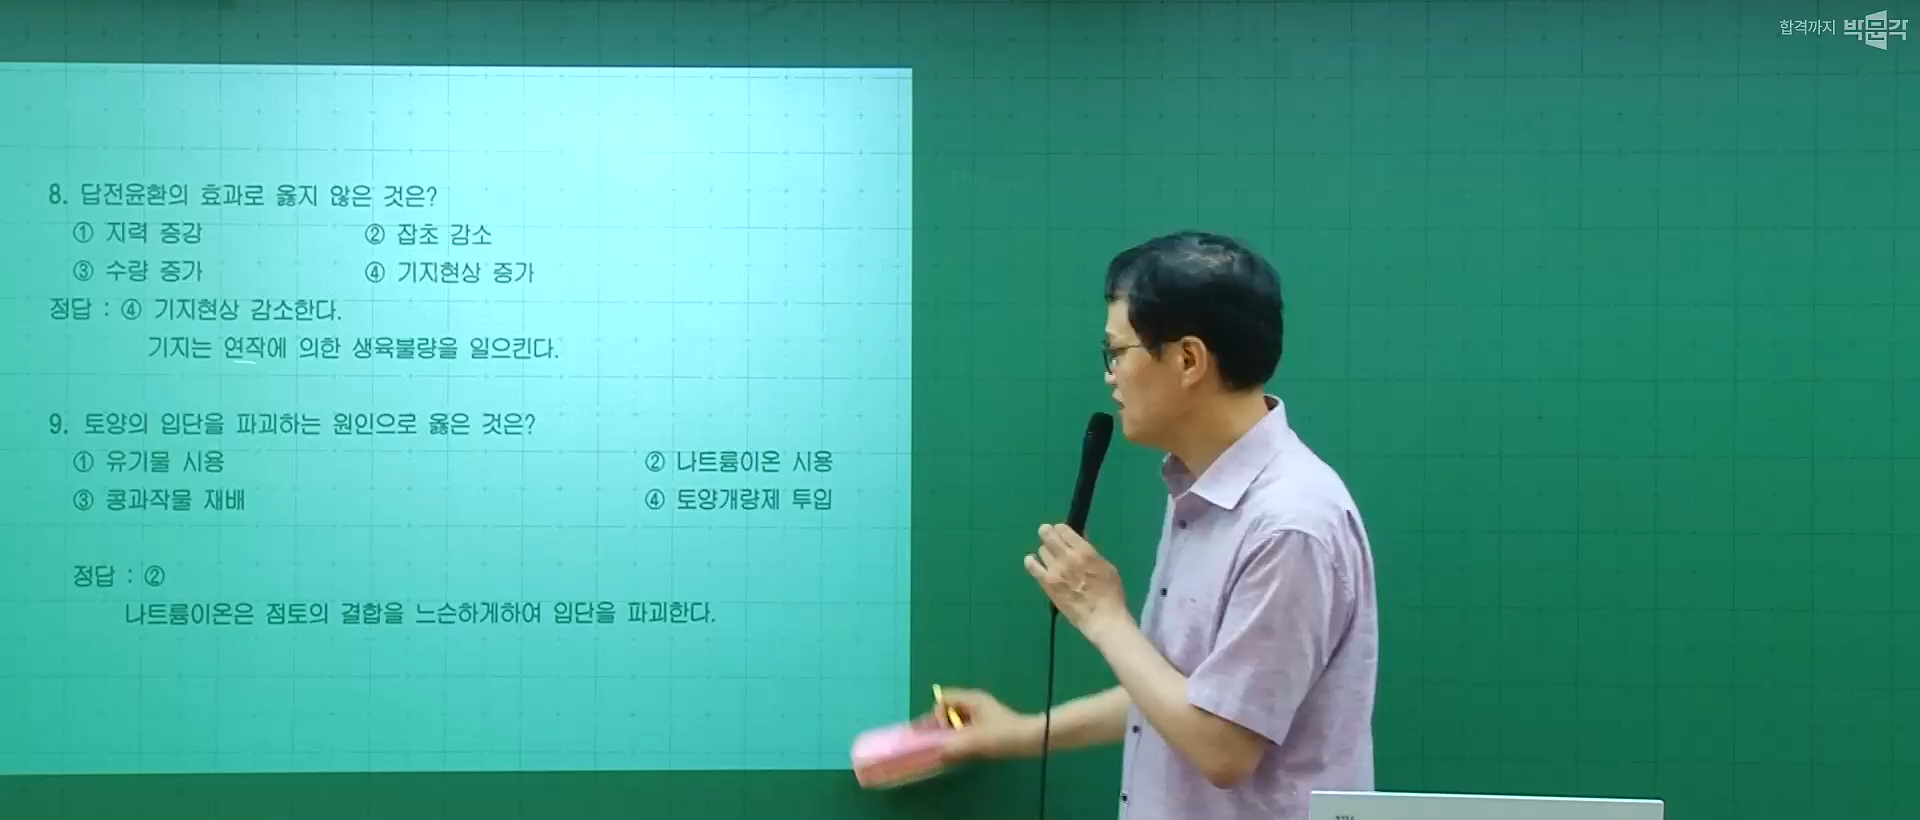 합격까지 박문각
8. 답전윤환의 효과로 옳지 않은 것은?
① 지력 증강 ② 잡초 감소
③ 수량 증가 ④ 기지현상 증가
정답 : ④ 기지현상 감소한다.
기지는 연작에 의한 생육불량을 일으킨다.
9. 토양의 입단을 파괴하는 원인으로 옳은 것은?
① 유기물 시용 ② 나트륨이온 시용
③ 콩과작물 재배 ④ 토양개량제 투입
정답 : ②
나트륨이온은 점토의 결합을 느슨하게하여 입단을 파괴한다.